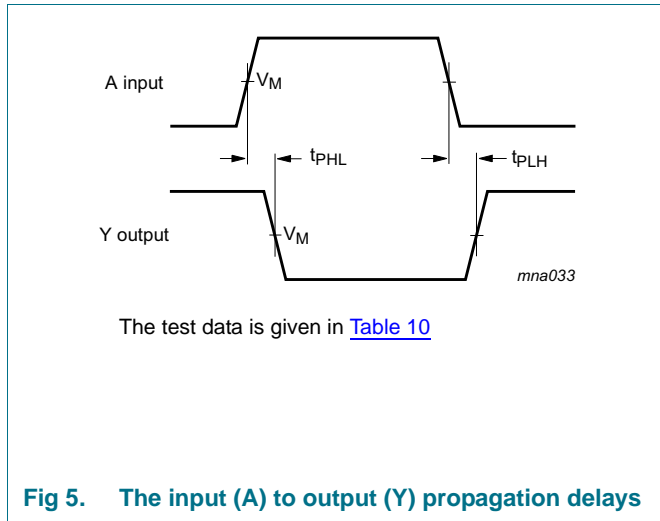 A input
VM
tPHL
tPLH
Y output
VM
mna033
The test data is given in Table 10
Fig 5. The input (A) to output (Y) propagation delays